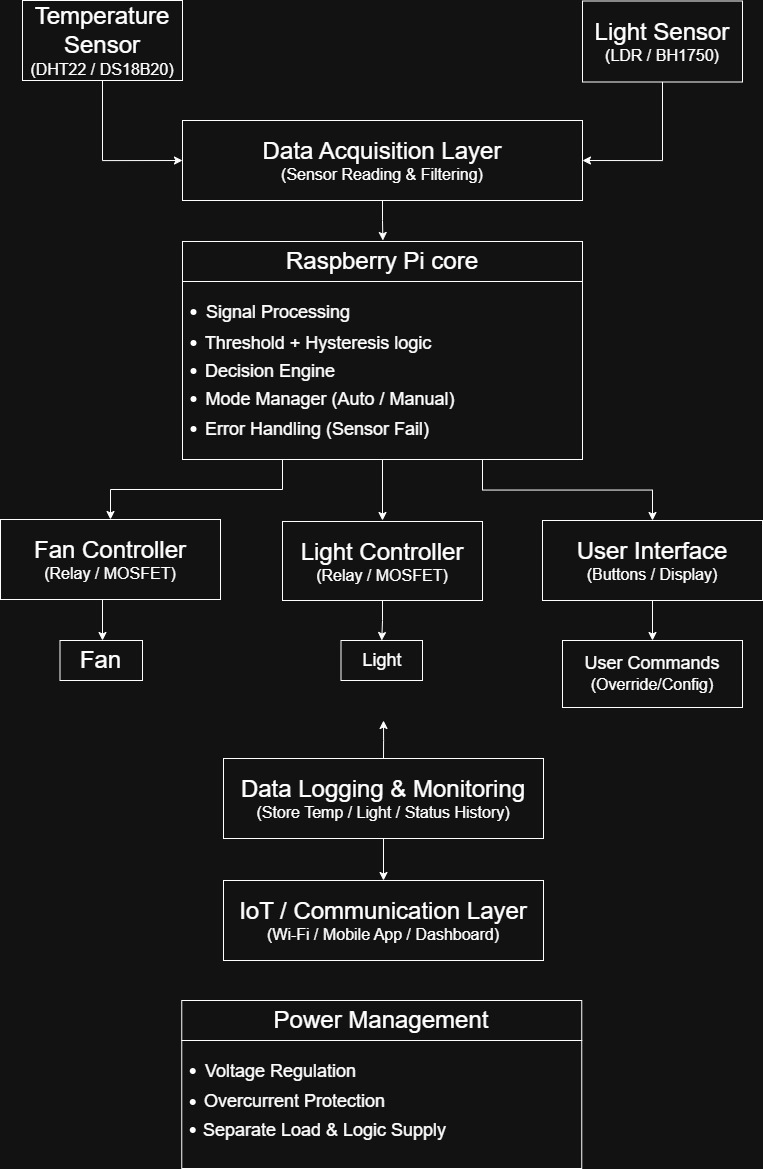 Temperature
Sensor
(DHT22 / DS18B20)
Light Sensor
(LDR / BH1750)
Data Acquisition Layer
(Sensor Reading & Filtering)
Raspberry Pi core
• Signal Processing
• Threshold + Hysteresis logic
• Decision Engine
• Mode Manager (Auto / Manual)
• Error Handling (Sensor Fail)
Fan Controller
(Relay / MOSFET)
Light Controller
(Relay / MOSFET)
User Interface
(Buttons / Display)
Fan
Light
User Commands
(Override/Config)
Data Logging & Monitoring
(Store Temp / Light / Status History)
IoT / Communication Layer
(Wi-Fi / Mobile App / Dashboard)
Power Management
• Voltage Regulation
• Overcurrent Protection
• Separate Load & Logic Supply